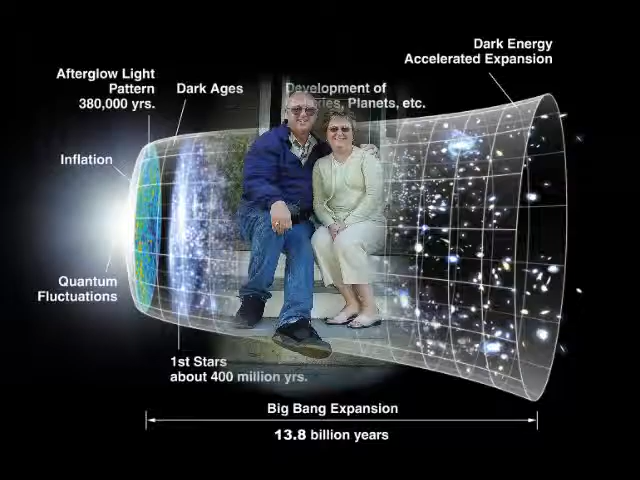 Dark Energy
Accelerated Expansion
Afterglow Light
Pattern
380,000 yrs.
Dark Ages
Development of
Planets, etc.
Inflation
Quantum
Fluctuations
1st Stars
about 400 million yrs.
Big Bang Expansion
13.8 billion years